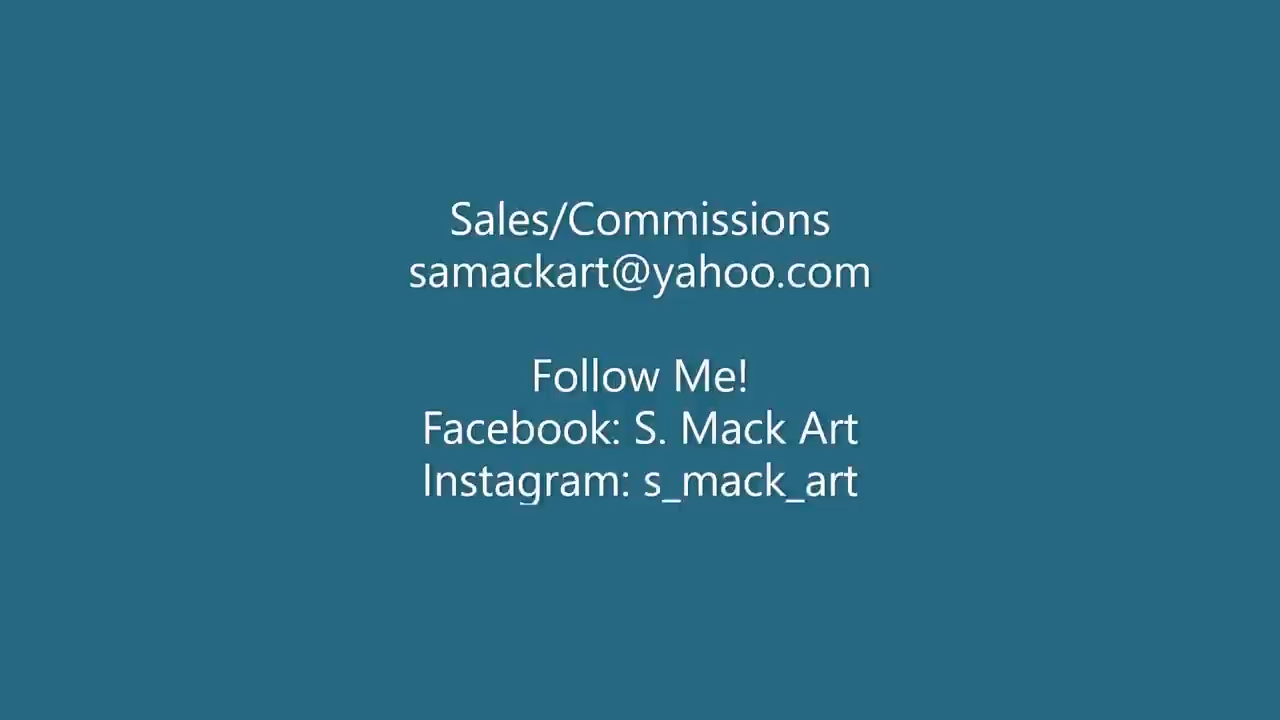 Sales/Commissions
samackart@yahoo.com
Follow Me!
Facebook: S. Mack Art
Instagram: s_mack_art